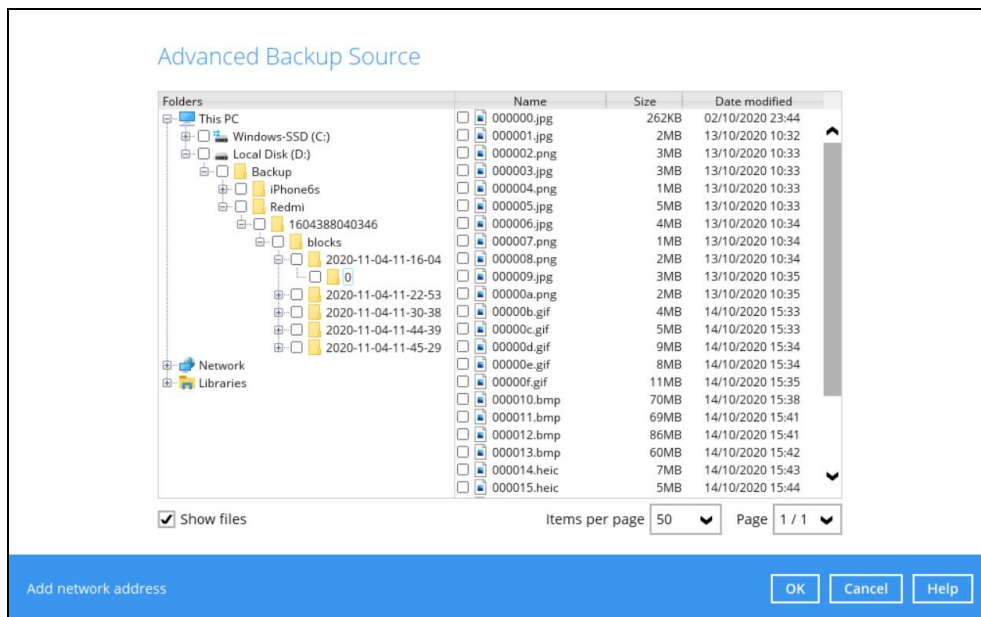 Advanced Backup Source
Folders
This PC
Windows-SSD (C:)
Local Disk (D:)
Backup
iPhone6s
Redmi
1604388040346
blocks
2020-11-04-11-16-04
0
2020-11-04-11-22-53
2020-11-04-11-30-38
2020-11-04-11-44-39
2020-11-04-11-45-29
Network
Libraries
Name Size Date modified
000000.jpg 262KB 02/10/2020 23:44
000001.jpg 2MB 13/10/2020 10:32
000002.png 3MB 13/10/2020 10:33
000003.jpg 3MB 13/10/2020 10:33
000004.png 1MB 13/10/2020 10:33
000005.jpg 5MB 13/10/2020 10:33
000006.jpg 4MB 13/10/2020 10:34
000007.png 1MB 13/10/2020 10:34
000008.png 2MB 13/10/2020 10:34
000009.jpg 3MB 13/10/2020 10:35
00000a.png 2MB 13/10/2020 10:35
00000b.gif 4MB 14/10/2020 15:33
00000c.gif 5MB 14/10/2020 15:33
00000d.gif 9MB 14/10/2020 15:34
00000e.gif 8MB 14/10/2020 15:34
00000f.gif 11MB 14/10/2020 15:35
000010.bmp 70MB 14/10/2020 15:38
000011.bmp 69MB 14/10/2020 15:41
000012.bmp 86MB 14/10/2020 15:41
000013.bmp 60MB 14/10/2020 15:42
000014.heic 7MB 14/10/2020 15:43
000015.heic 5MB 14/10/2020 15:44
Show files
Items per page 50 Page 1 / 1
Add network address
OK Cancel Help